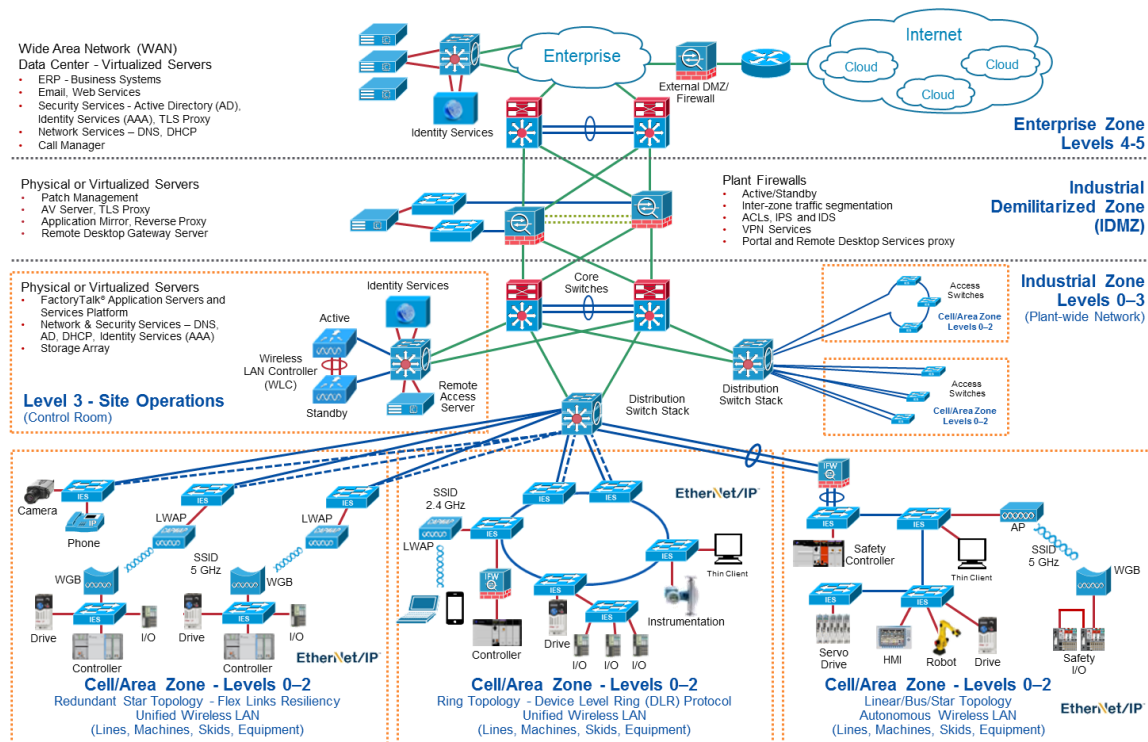 Wide Area Network (WAN)
Data Center - Virtualized Servers
• ERP - Business Systems
• Email, Web Services
• Security Services - Active Directory (AD),
Identity Services (AAA), TLS Proxy
• Network Services – DNS, DHCP
• Call Manager
Identity Services
Enterprise
External DMZ/
Firewall
Internet
Cloud
Cloud
Cloud
Enterprise Zone
Levels 4-5
Physical or Virtualized Servers
• Patch Management
• AV Server, TLS Proxy
• Application Mirror, Reverse Proxy
• Remote Desktop Gateway Server
Plant Firewalls
• Active/Standby
• Inter-zone traffic segmentation
• ACLs, IPS and IDS
• VPN Services
• Portal and Remote Desktop Services proxy
Industrial
Demilitarized Zone
(IDMZ)
Physical or Virtualized Servers
• FactoryTalk® Application Servers and
Services Platform
• Network & Security Services – DNS,
AD, DHCP, Identity Services (AAA)
• Storage Array
Identity Services
Active
Wireless
LAN Controller
(WLC)
Standby
Remote
Access
Server
Level 3 - Site Operations
(Control Room)
Core
Switches
Distribution
Switch Stack
Distribution
Switch Stack
Access
Switches
Cell/Area Zone
Levels 0–2
Access
Switches
Cell/Area Zone
Levels 0–2
Industrial Zone
Levels 0–3
(Plant-wide Network)
Camera
IES
IP
Phone
IES
LWAP
SSID
5 GHz
IES
LWAP
WGB
WGB
IES
IES
Drive
I/O
Controller
Drive
I/O
Controller
EtherNet/IP™
Cell/Area Zone - Levels 0–2
Redundant Star Topology - Flex Links Resiliency
Unified Wireless LAN
(Lines, Machines, Skids, Equipment)
SSID
2.4 GHz
LWAP
IES
IES
IES
IES
IES
IES
IFW
EtherNet/IP™
Thin Client
Instrumentation
Controller
Drive
I/O
I/O
I/O
Cell/Area Zone - Levels 0–2
Ring Topology - Device Level Ring (DLR) Protocol
Unified Wireless LAN
(Lines, Machines, Skids, Equipment)
IFW
IES
IES
AP
Safety
Controller
Thin Client
SSID
5 GHz
WGB
IES
IES
Servo
Drive
HMI
Robot
Drive
Safety
I/O
Cell/Area Zone - Levels 0–2
Linear/Bus/Star Topology
Autonomous Wireless LAN
(Lines, Machines, Skids, Equipment)
EtherNet/IP™